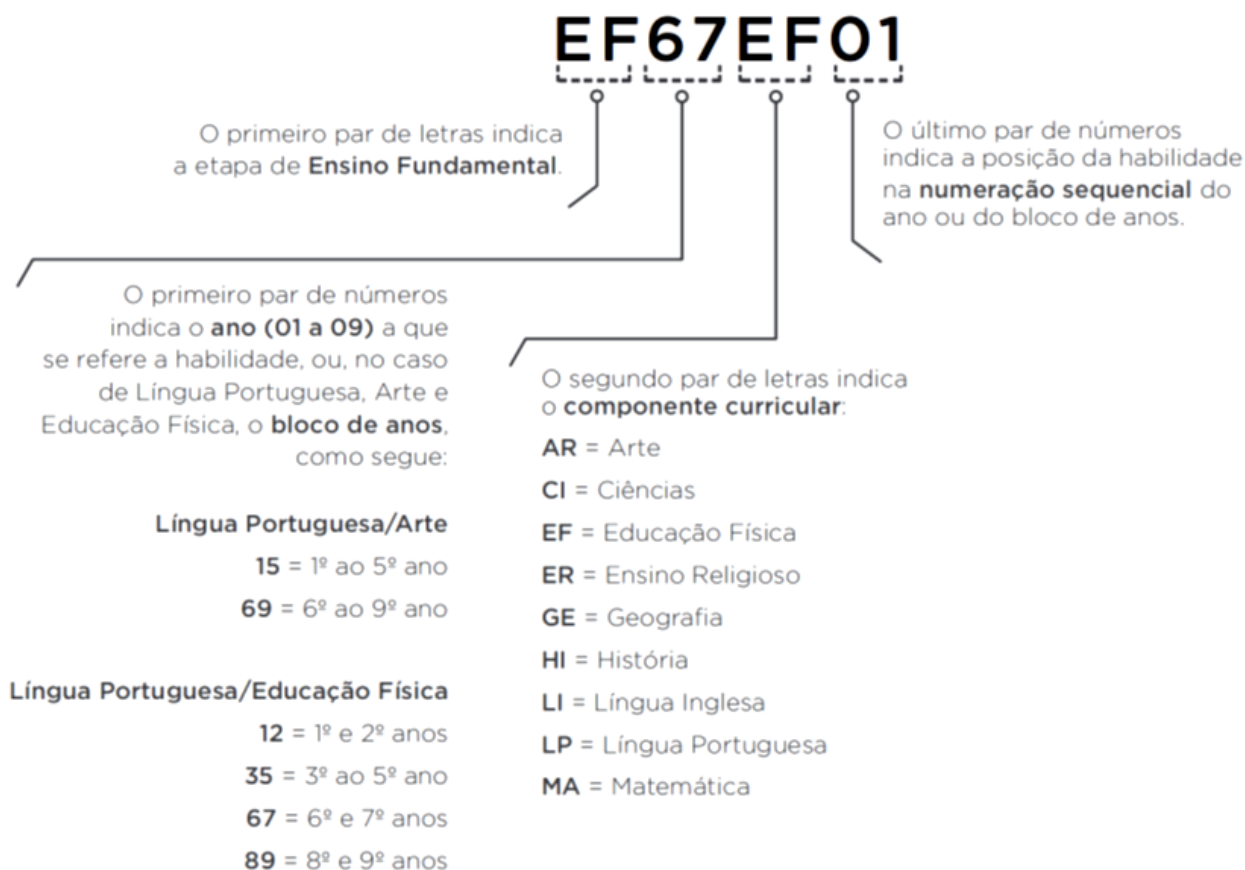 EF67EF01
O primeiro par de letras indica
a etapa de Ensino Fundamental.
O último par de números
indica a posição da habilidade
na numeração sequencial do
ano ou do bloco de anos.
O primeiro par de números
indica o ano (01 a 09) a que
se refere a habilidade, ou, no caso
de Língua Portuguesa, Arte e
Educação Física, o bloco de anos,
como segue:
Língua Portuguesa/Arte
15 = 1º ao 5º ano
69 = 6º ao 9º ano
Língua Portuguesa/Educação Física
12 = 1º e 2º anos
35 = 3º ao 5º ano
67 = 6º e 7º anos
89 = 8º e 9º anos
O segundo par de letras indica
o componente curricular:
AR = Arte
CI = Ciências
EF = Educação Física
ER = Ensino Religioso
GE = Geografia
HI = História
LI = Língua Inglesa
LP = Língua Portuguesa
MA = Matemática